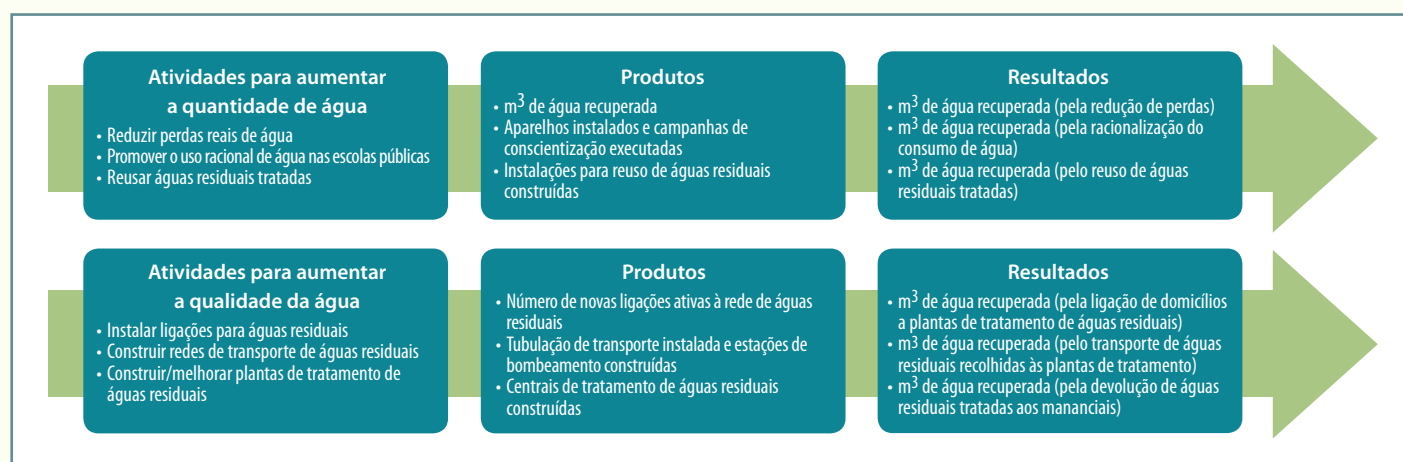 Atividades para aumentar
a quantidade de água
• Reduzir perdas reais de água
• Promover o uso racional de água nas escolas públicas
• Reusar águas residuais tratadas
Produtos
• m³ de água recuperada
• Aparelhos instalados e campanhas de
conscientização executadas
• Instalações para reuso de águas residuais
construídas
Resultados
• m³ de água recuperada (pela redução de perdas)
• m³ de água recuperada (pela racionalização do
consumo de água)
• m³ de água recuperada (pelo reuso de águas
residuais tratadas)
Atividades para aumentar
a qualidade da água
• Instalar ligações para águas residuais
• Construir redes de transporte de águas residuais
• Construir/melhorar plantas de tratamento de
águas residuais
Produtos
• Número de novas ligações ativas à rede de águas
residuais
• Tubulação de transporte instalada e estações de
bombeamento construídas
• Centrais de tratamento de águas residuais
construídas
Resultados
• m³ de água recuperada (pela ligação de domicílios
a plantas de tratamento de águas residuais)
• m³ de água recuperada (pelo transporte de águas
residuais recolhidas às plantas de tratamento)
• m³ de água recuperada (pela devolução de águas
residuais tratadas aos mananciais)